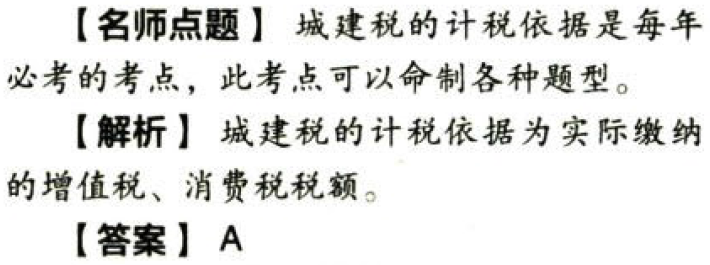 【名师点题】 城建税的计税依据是每年
必考的考点，此考点可以命制各种题型。
【解析】 城建税的计税依据为实际缴纳
的增值税、消费税税额。
【答案】 A